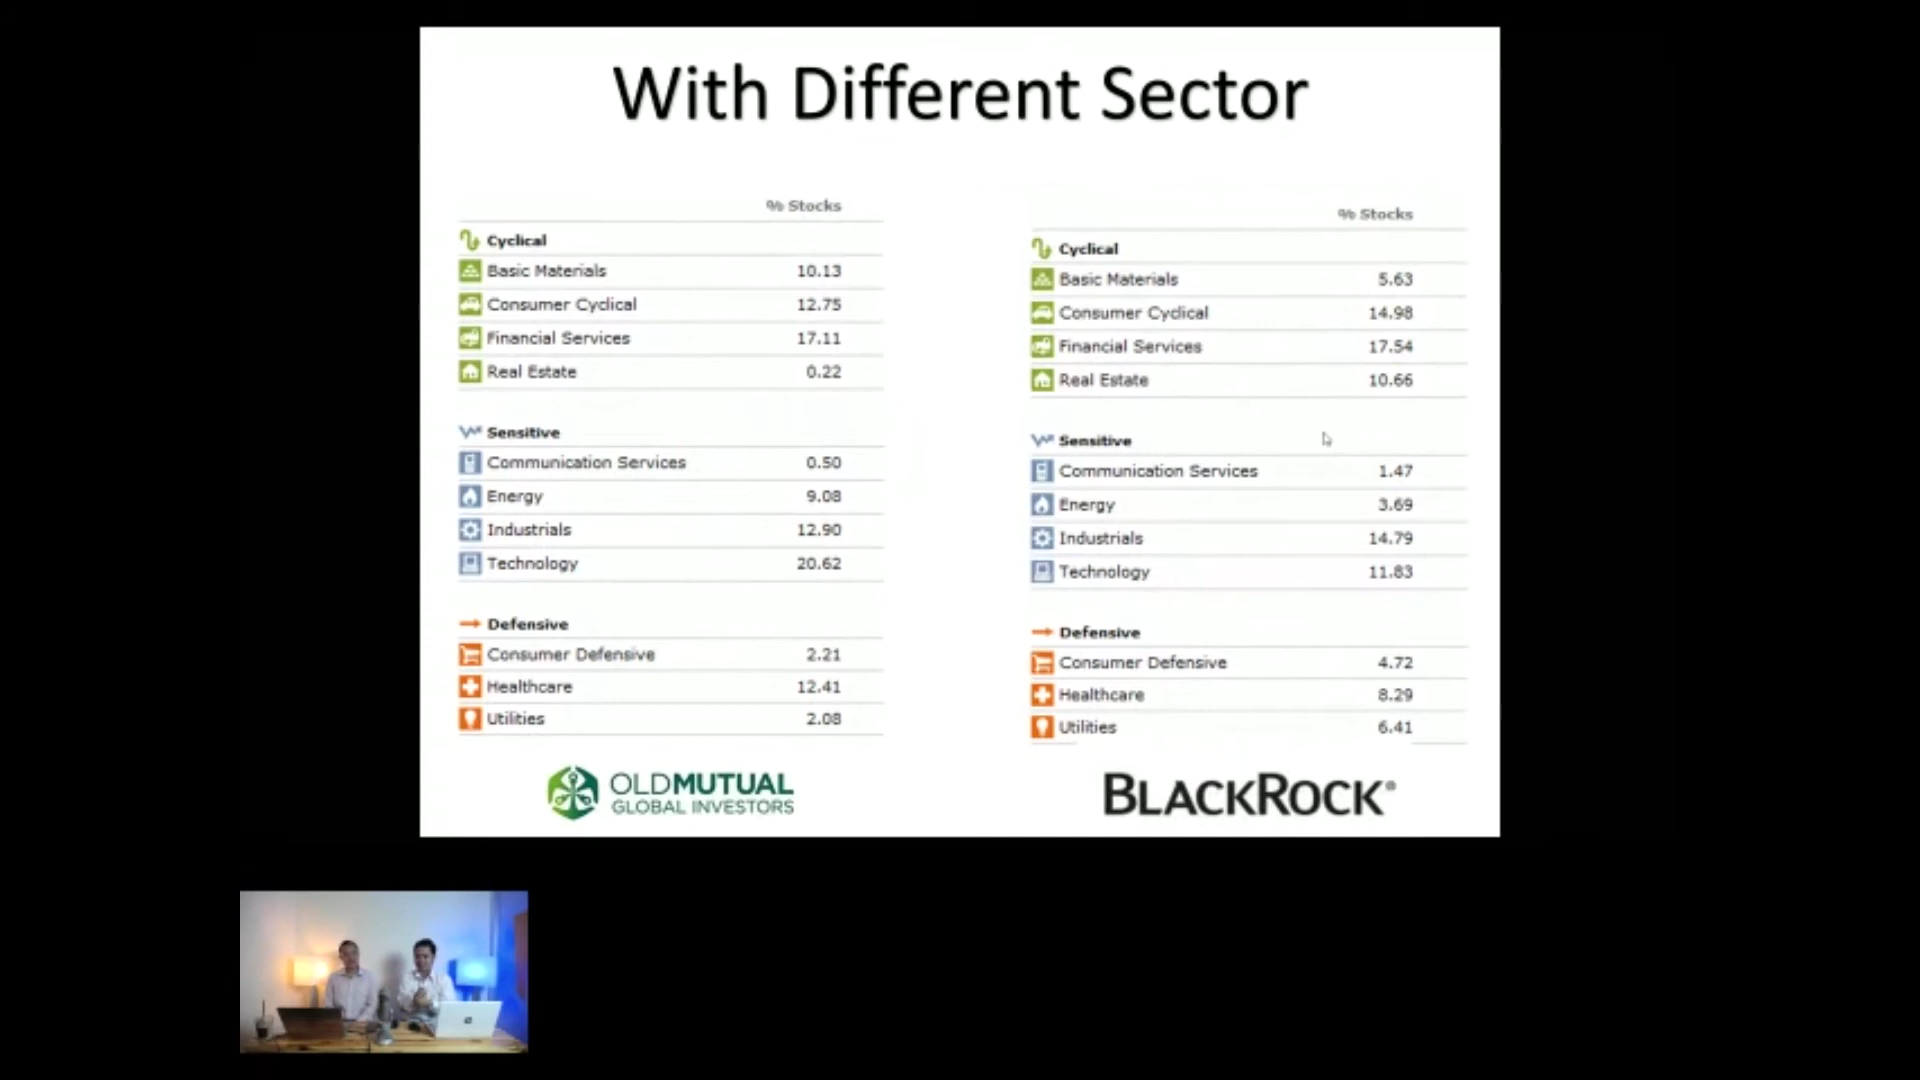 With Different Sector
% Stocks
Cyclical
Basic Materials 10.13
Consumer Cyclical 12.75
Financial Services 17.11
Real Estate 0.22
Sensitive
Communication Services 0.50
Energy 9.08
Industrials 12.90
Technology 20.62
Defensive
Consumer Defensive 2.21
Healthcare 12.41
Utilities 2.08
OLDMUTUAL
GLOBAL INVESTORS
% Stocks
Cyclical
Basic Materials 5.63
Consumer Cyclical 14.98
Financial Services 17.54
Real Estate 10.66
Sensitive
Communication Services 1.47
Energy 3.69
Industrials 14.79
Technology 11.83
Defensive
Consumer Defensive 4.72
Healthcare 8.29
Utilities 6.41
BLACKROCK®